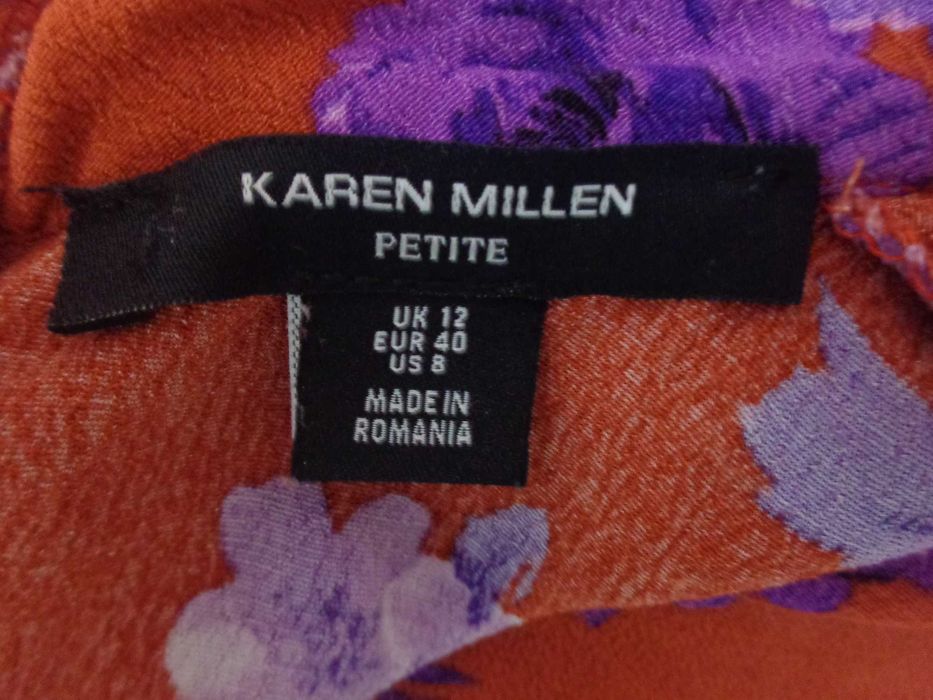 KAREN MILLEN
PETITE
UK 12
EUR 40
US 8
MADE IN
ROMANIA